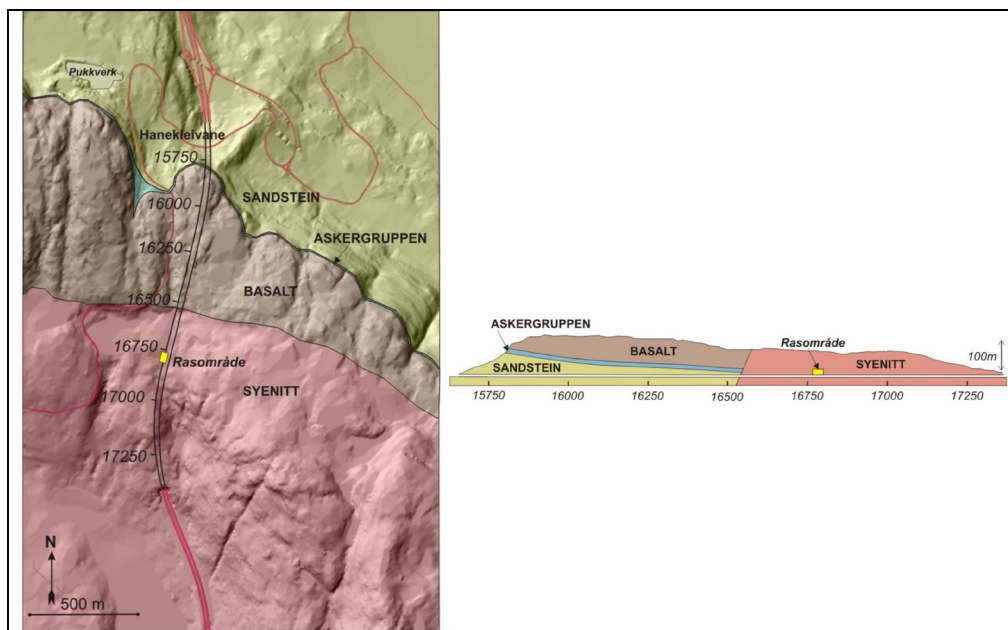 Pukkverk
Hanekleivane
15750
SANDSTEIN
16000
ASKERGRUPPEN
16250
BASALT
16500
16750
Rasområde
SYENITT
17000
17250
N
500 m
ASKERGRUPPEN
BASALT
Rasområde
100m
SANDSTEIN
SYENITT
15750 16000 16250 16500 16750 17000 17250